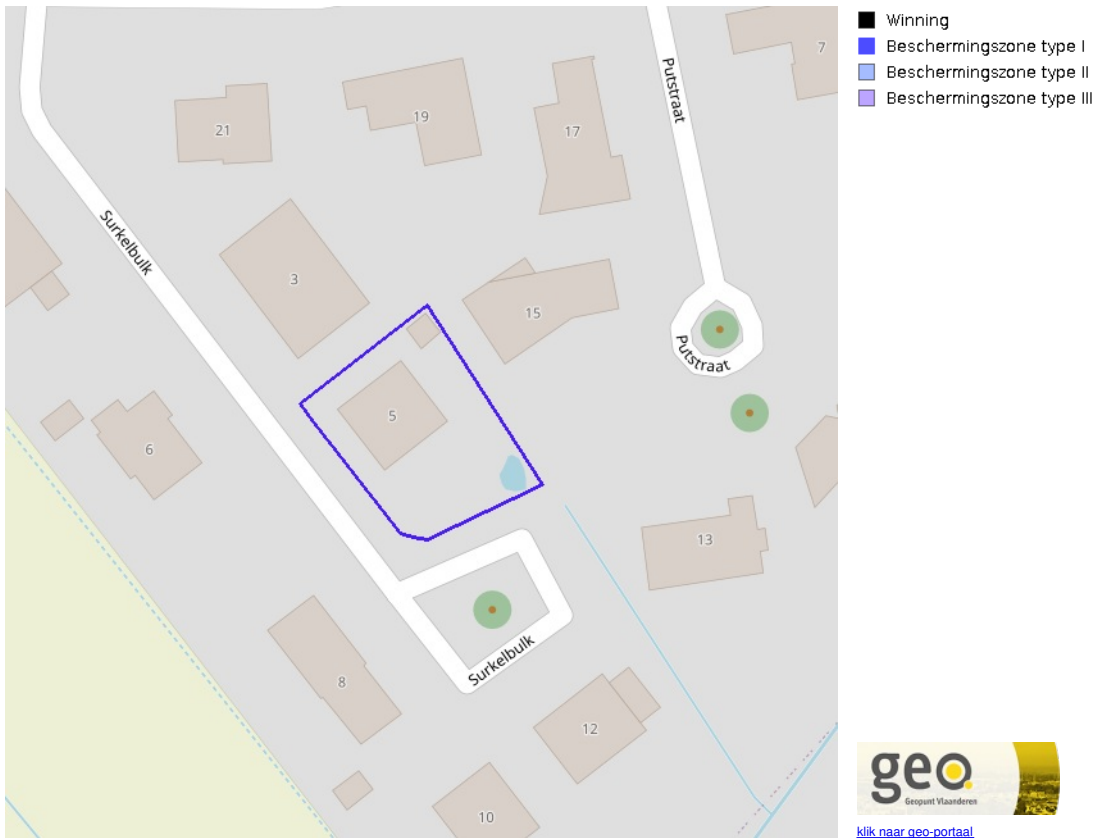 Winning
Beschermingszone type I
Beschermingszone type II
Beschermingszone type III
7
Putstraat
21
19
17
Surkelbulk
3
15
Putstraat
5
6
13
Surkelbulk
8
12
10
geo
Geopunt Vlaanderen
klik naar geo-portaal